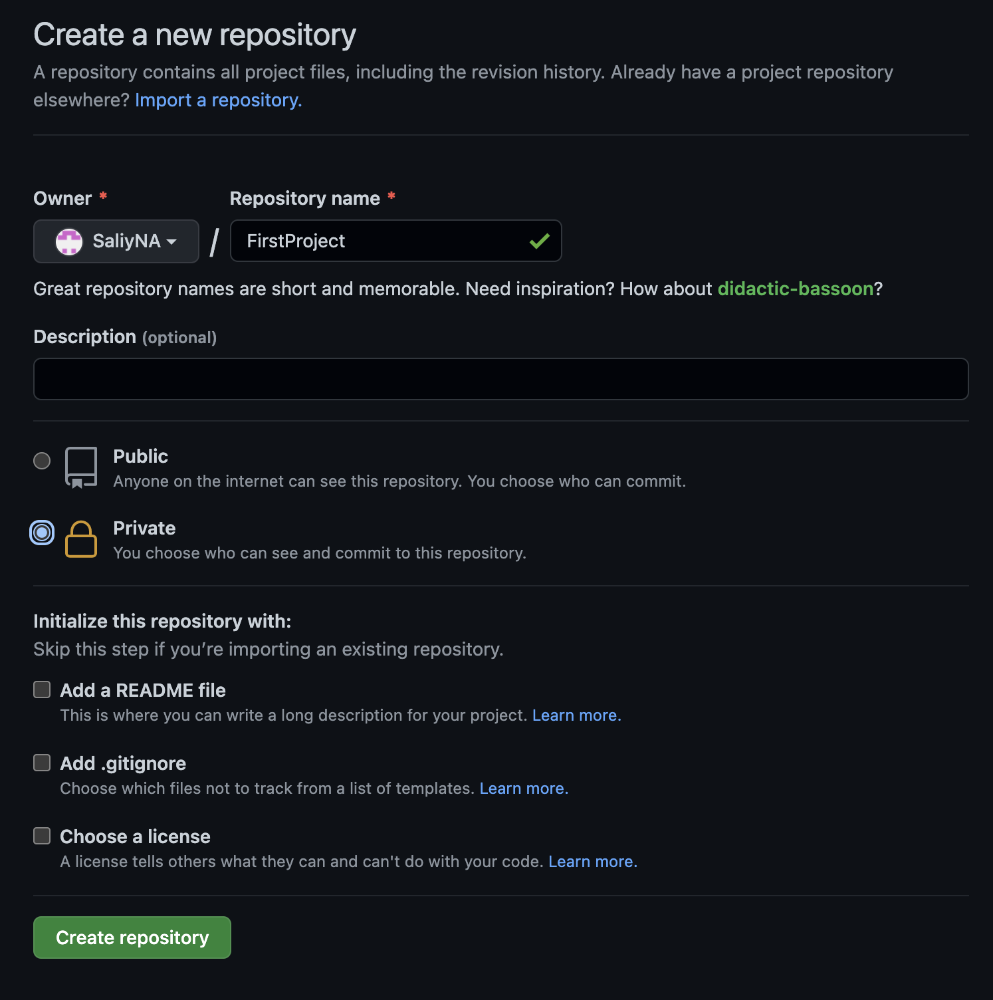 Create a new repository
A repository contains all project files, including the revision history. Already have a project repository
elsewhere? Import a repository.
Owner * Repository name *
SaliyNA / FirstProject
Great repository names are short and memorable. Need inspiration? How about didactic-bassoon?
Description (optional)
Public
Anyone on the internet can see this repository. You choose who can commit.
Private
You choose who can see and commit to this repository.
Initialize this repository with:
Skip this step if you’re importing an existing repository.
Add a README file
This is where you can write a long description for your project. Learn more.
Add .gitignore
Choose which files not to track from a list of templates. Learn more.
Choose a license
A license tells others what they can and can't do with your code. Learn more.
Create repository